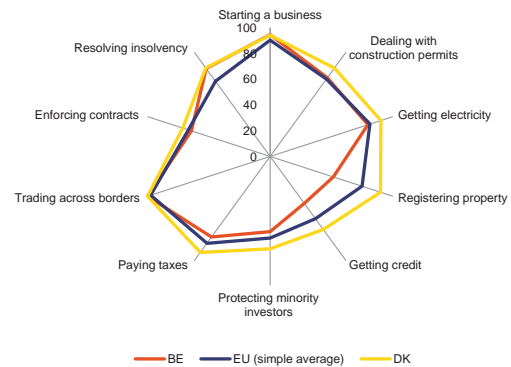 Starting a business
100
Dealing with
construction permits
Resolving insolvency
80
60
Enforcing contracts
40
Getting electricity
20
0
Trading across borders
Registering property
Paying taxes
Getting credit
Protecting minority
investors
BE
EU (simple average)
DK